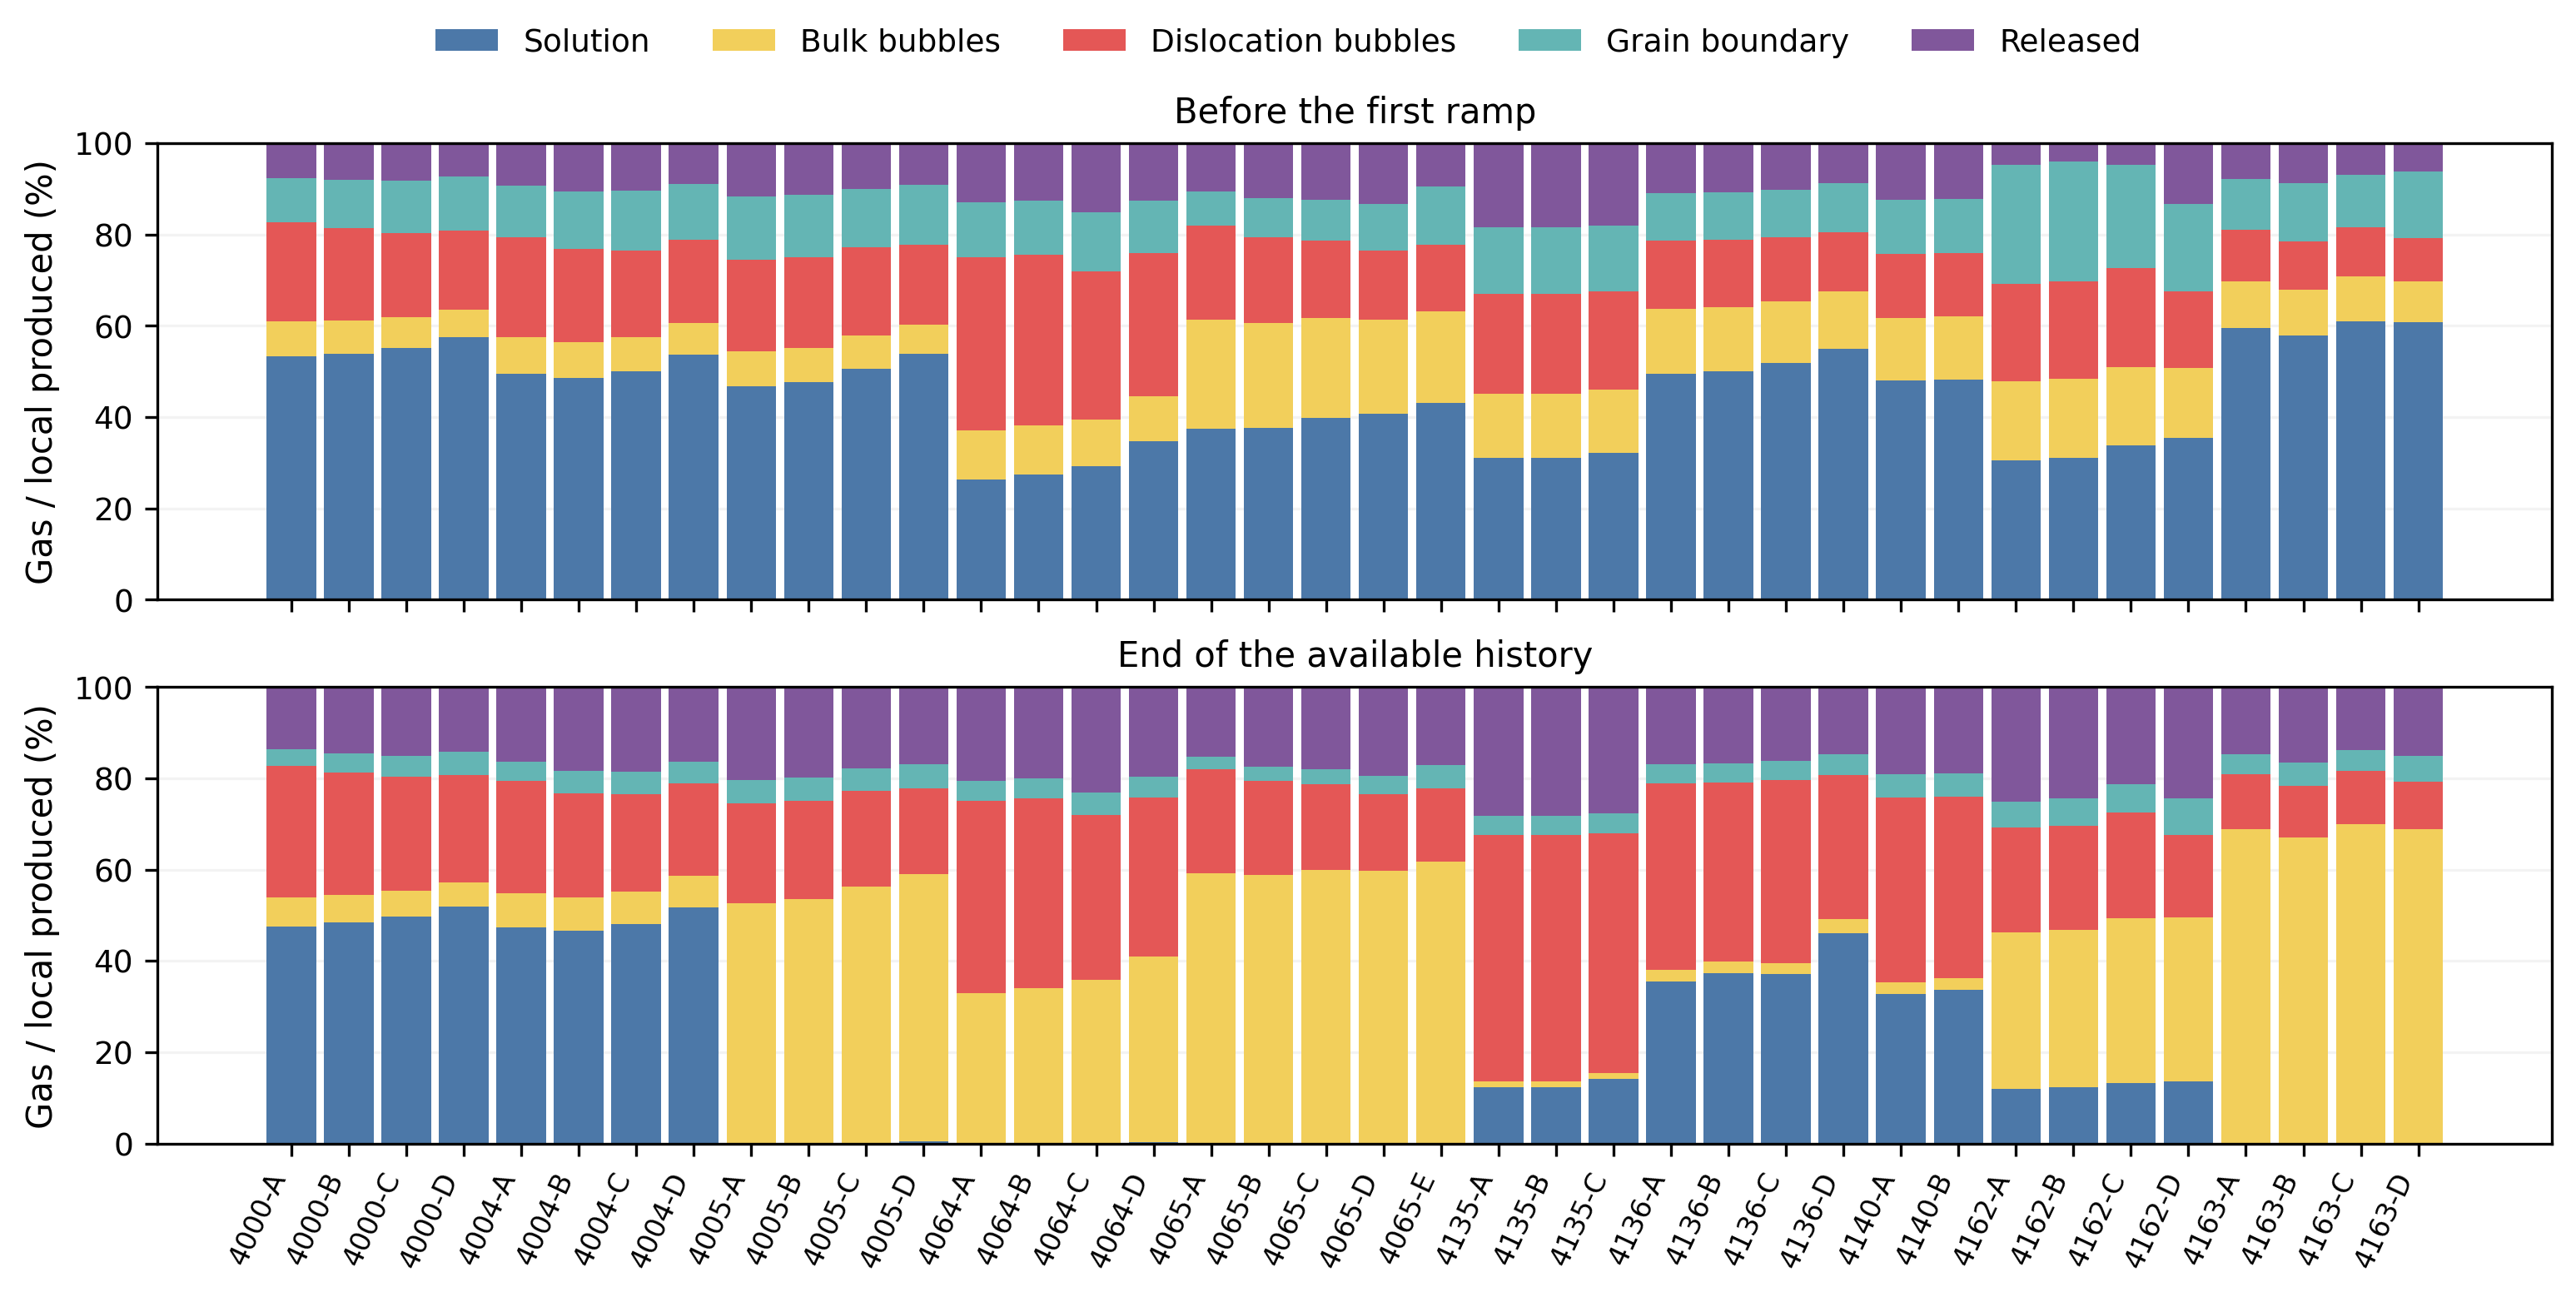 Solution Bulk bubbles Dislocation bubbles Grain boundary Released
Before the first ramp
Gas / local produced (%)
100
80
60
40
20
0
End of the available history
Gas / local produced (%)
100
80
60
40
20
0
4000-A 4000-B 4000-C 4000-D 4004-A 4004-B 4004-C 4004-D 4005-A 4005-B 4005-C 4005-D 4064-A 4064-B 4064-C 4064-D 4065-A 4065-B 4065-C 4065-D 4065-E 4135-A 4135-B 4135-C 4136-A 4136-B 4136-C 4136-D 4140-A 4140-B 4162-A 4162-B 4162-C 4162-D 4163-A 4163-B 4163-C 4163-D